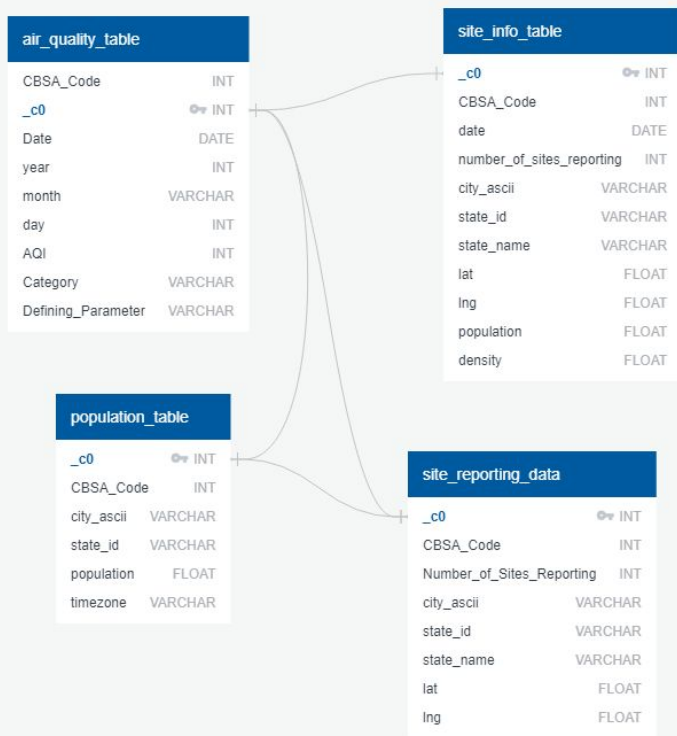 air_quality_table
CBSA_Code INT
_c0 INT
Date DATE
year INT
month VARCHAR
day INT
AQI INT
Category VARCHAR
Defining_Parameter VARCHAR
site_info_table
_c0 INT
CBSA_Code INT
date DATE
number_of_sites_reporting INT
city_ascii VARCHAR
state_id VARCHAR
state_name VARCHAR
lat FLOAT
lng FLOAT
population FLOAT
density FLOAT
population_table
_c0 INT
CBSA_Code INT
city_ascii VARCHAR
state_id VARCHAR
population FLOAT
timezone VARCHAR
site_reporting_data
_c0 INT
CBSA_Code INT
Number_of_Sites_Reporting INT
city_ascii VARCHAR
state_id VARCHAR
state_name VARCHAR
lat FLOAT
lng FLOAT